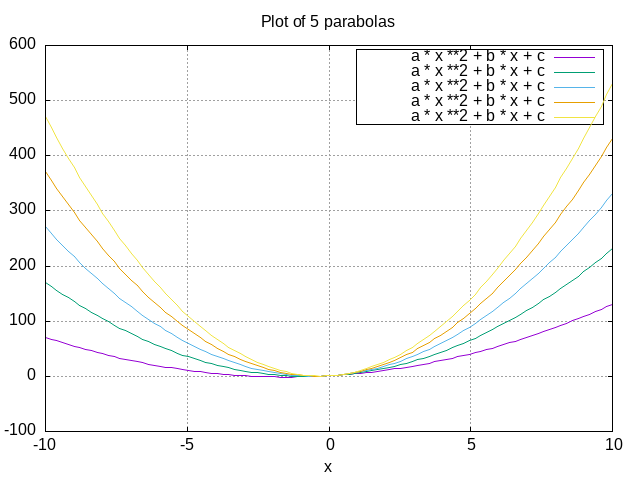 Plot of 5 parabolas
600
500
400
300
200
100
0
-100
a * x **2 + b * x + c
a * x **2 + b * x + c
a * x **2 + b * x + c
a * x **2 + b * x + c
a * x **2 + b * x + c
-10 -5 0 5 10
x